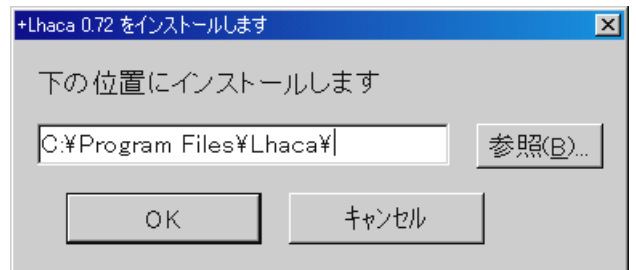 +Lhaca 0.72 をインストールします
下の位置にインストールします
C:¥Program Files¥Lhaca¥
参照(B)...
OK
キャンセル